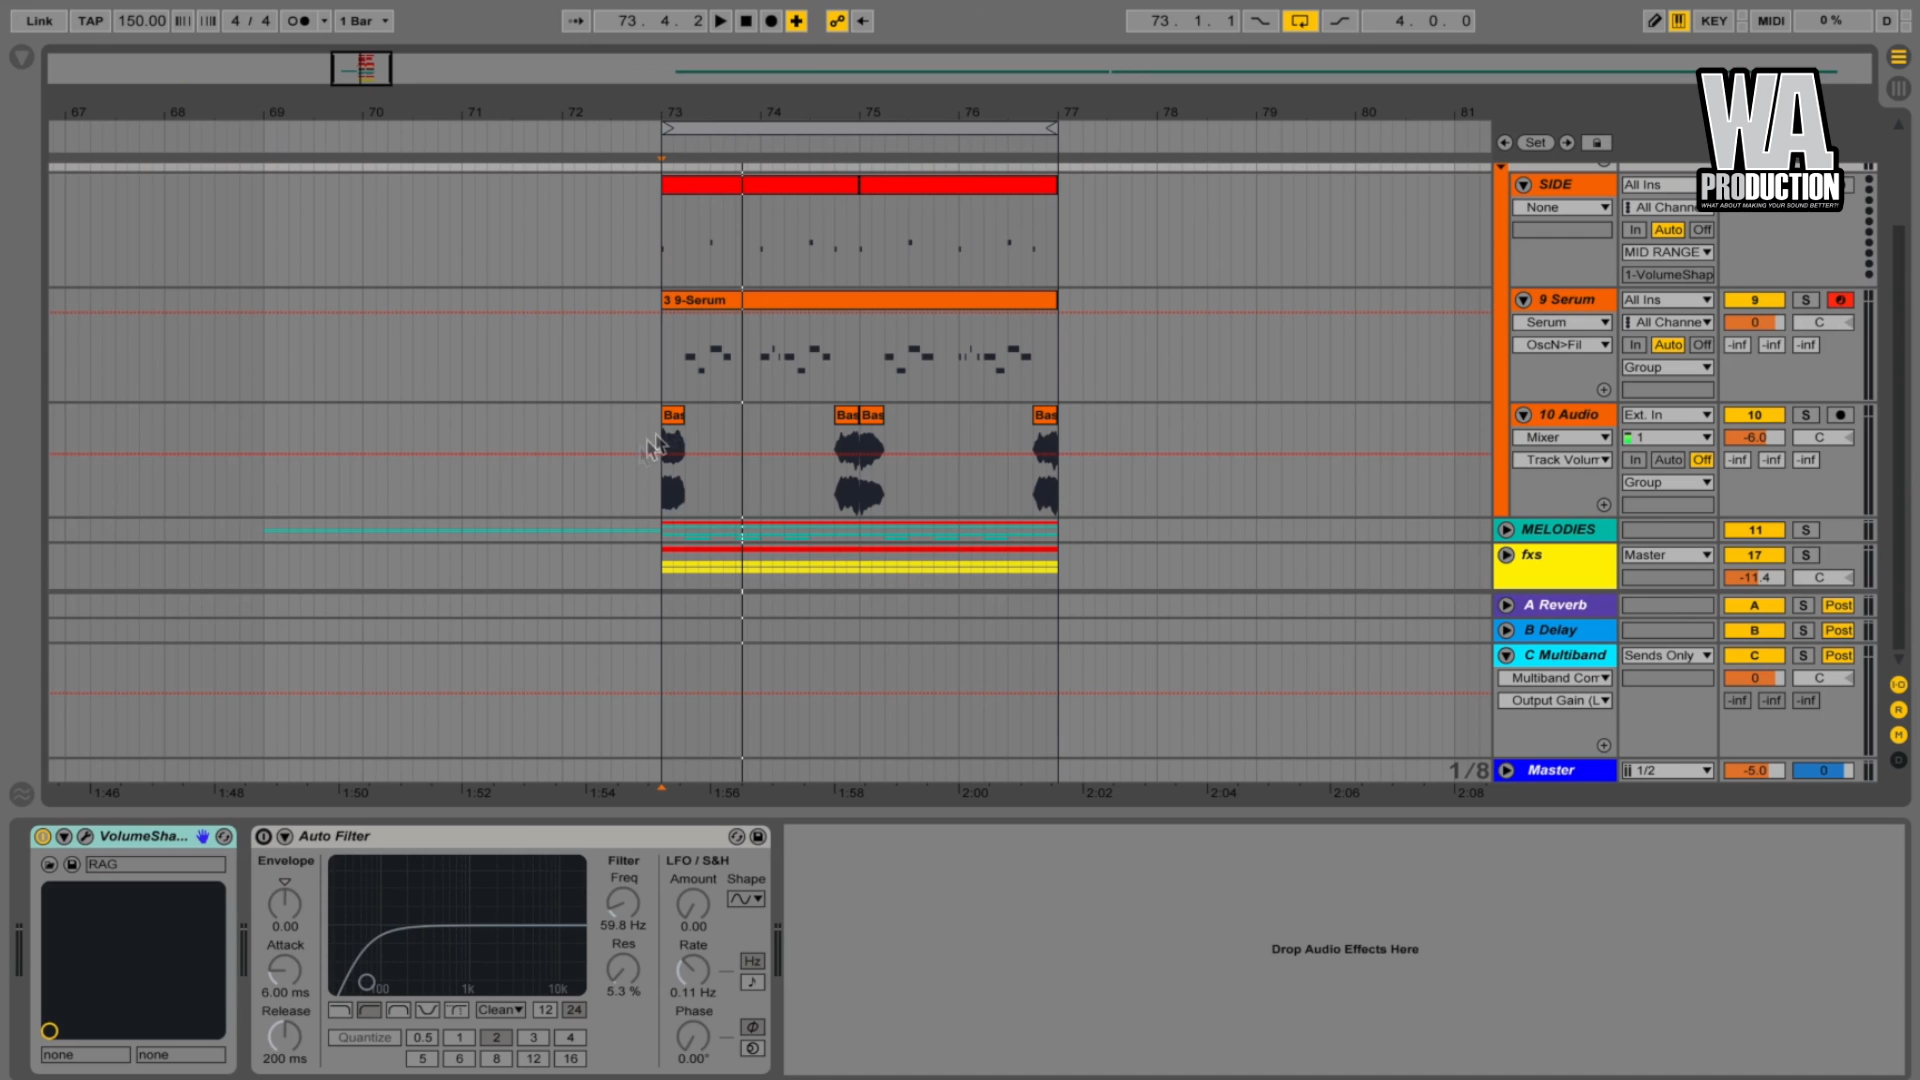 Link TAP 150.00 4 / 4 1 Bar 73. 4. 2 73. 1. 1 4. 0. 0 KEY MIDI 0 % D
67 68 69 70 71 72 73 74 75 76 77 78 79 80 81
WA
PRODUCTION
WHAT ABOUT MAKING YOUR SOUND BETTER?!
Set
SIDE All Ins
None All Channe
In Auto Off
MID RANGE
1-VolumeShap
3 9-Serum 9 Serum All Ins 9 S
Serum All Channe 0 C
OscN>Fil In Auto Off -inf -inf -inf
Group
Bas Bas Bas Bas 10 Audio Ext. In 10 S
Mixer 1 -6.0 C
Track Volum In Auto Off -inf -inf -inf
Group
MELODIES 11 S
fxs Master 17 S
-11.4 C
A Reverb A S Post
B Delay B S Post
C Multiband Sends Only C S Post
Multiband Com 0 C
Output Gain (L -inf -inf -inf
1/8 Master 1/2 -5.0 0
1:46 1:48 1:50 1:52 1:54 1:56 1:58 2:00 2:02 2:04 2:06 2:08
I-O
R
M
D
VolumeSha...
RAG
none none
Auto Filter
Envelope Filter LFO / S&H
Freq Amount Shape
0.00 59.8 Hz 0.00
Attack Res Rate
Hz
6.00 ms 100 1k 10k 5.3 % 0.11 Hz
Release Clean 12 24 Phase
Quantize 0.5 1 2 3 4
200 ms 5 6 8 12 16 0.00°
Drop Audio Effects Here